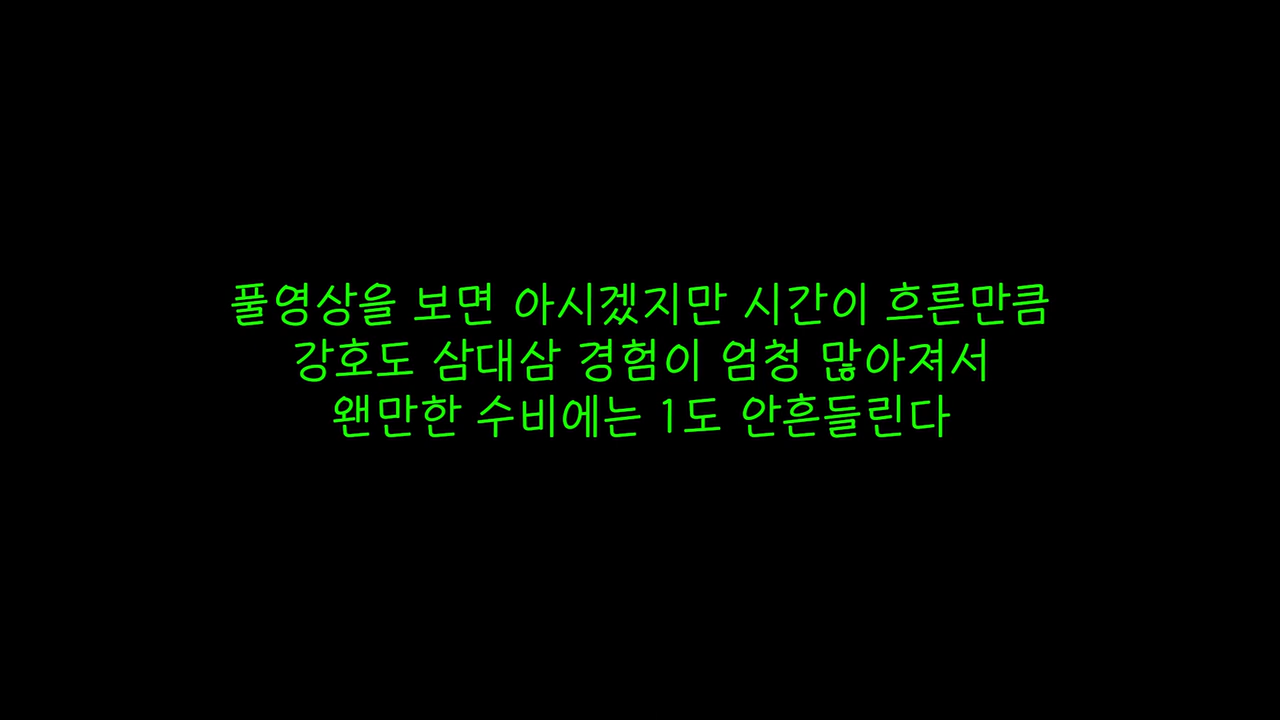 풀영상을 보면 아시겠지만 시간이 흐른만큼
강호도 삼대삼 경험이 엄청 많아져서
왠만한 수비에는 1도 안흔들린다